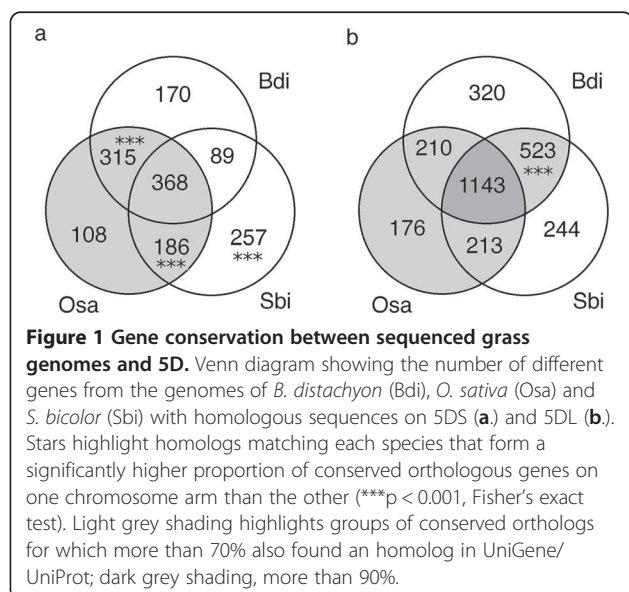 a
b
Bdi
170
***
315
89
368
108
186
***
257
***
Osa
Sbi
Bdi
320
210
523
***
1143
176
213
244
Osa
Sbi
Figure 1 Gene conservation between sequenced grass
genomes and 5D. Venn diagram showing the number of different
genes from the genomes of B. distachyon (Bdi), O. sativa (Osa) and
S. bicolor (Sbi) with homologous sequences on 5DS (a.) and 5DL (b.).
Stars highlight homologs matching each species that form a
significantly higher proportion of conserved orthologous genes on
one chromosome arm than the other (***p < 0.001, Fisher's exact
test). Light grey shading highlights groups of conserved orthologs
for which more than 70% also found an homolog in UniGene/
UniProt; dark grey shading, more than 90%.